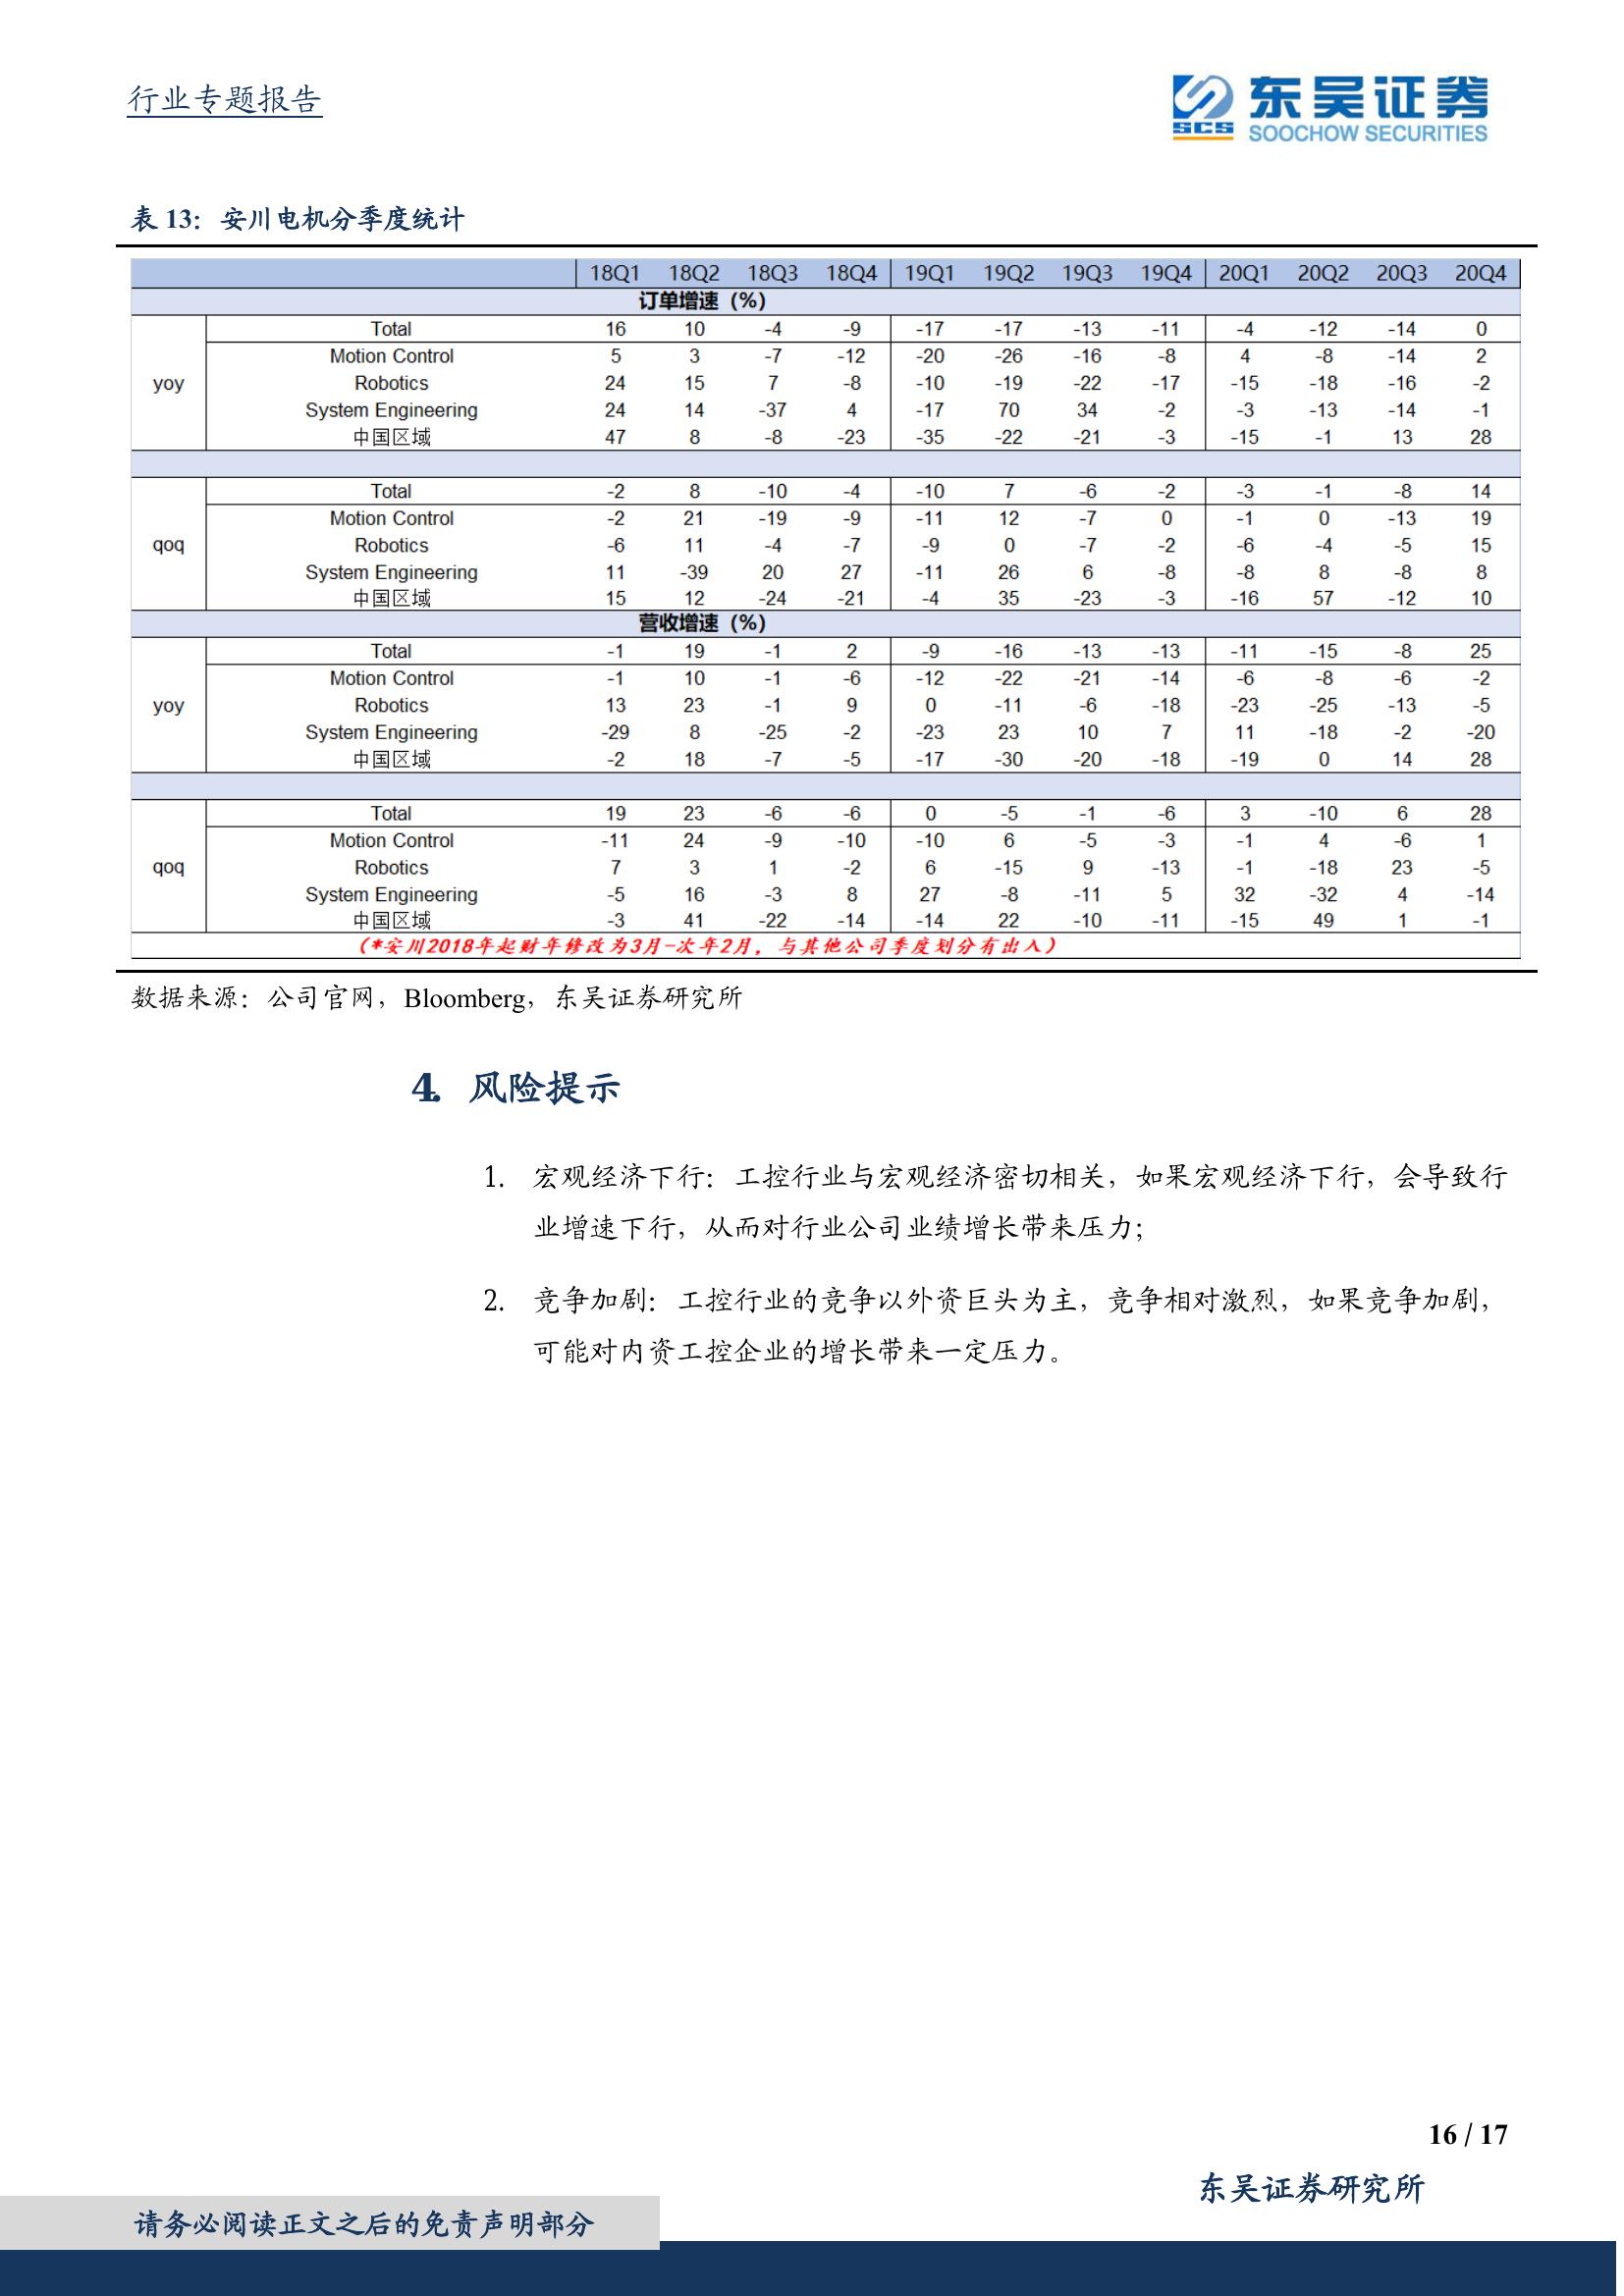 行业专题报告
东吴证券
SCS SOOCHOW SECURITIES
表 13：安川电机分季度统计
18Q1 18Q2 18Q3 18Q4 19Q1 19Q2 19Q3 19Q4 20Q1 20Q2 20Q3 20Q4
订单增速（%）
Total 16 10 -4 -9 -17 -17 -13 -11 -4 -12 -14 0
Motion Control 5 3 -7 -12 -20 -26 -16 -8 4 -8 -14 2
yoy Robotics 24 15 7 -8 -10 -19 -22 -17 -15 -18 -16 -2
System Engineering 24 14 -37 4 -17 70 34 -2 -3 -13 -14 -1
中国区域 47 8 -8 -23 -35 -22 -21 -3 -15 -1 13 28
Total -2 8 -10 -4 -10 7 -6 -2 -3 -1 -8 14
Motion Control -2 21 -19 -9 -11 12 -7 0 -1 0 -13 19
qoq Robotics -6 11 -4 -7 -9 0 -7 -2 -6 -4 -5 15
System Engineering 11 -39 20 27 -11 26 6 -8 -8 8 -8 8
中国区域 15 12 -24 -21 -4 35 -23 -3 -16 57 -12 10
营收增速（%）
Total -1 19 -1 2 -9 -16 -13 -13 -11 -15 -8 25
Motion Control -1 10 -1 -6 -12 -22 -21 -14 -6 -8 -6 -2
yoy Robotics 13 23 -1 9 0 -11 -6 -18 -23 -25 -13 -5
System Engineering -29 8 -25 -2 -23 23 10 7 11 -18 -2 -20
中国区域 -2 18 -7 -5 -17 -30 -20 -18 -19 0 14 28
Total 19 23 -6 -6 0 -5 -1 -6 3 -10 6 28
Motion Control -11 24 -9 -10 -10 6 -5 -3 -1 4 -6 1
qoq Robotics 7 3 1 -2 6 -15 9 -13 -1 -18 23 -5
System Engineering -5 16 -3 8 27 -8 -11 5 32 -32 4 -14
中国区域 -3 41 -22 -14 -14 22 -10 -11 -15 49 1 -1
（*安川2018年起财年修改为3月-次年2月，与其他公司季度划分有出入）
数据来源：公司官网，Bloomberg，东吴证券研究所
4. 风险提示
1. 宏观经济下行：工控行业与宏观经济密切相关，如果宏观经济下行，会导致行
业增速下行，从而对行业公司业绩增长带来压力；
2. 竞争加剧：工控行业的竞争以外资巨头为主，竞争相对激烈，如果竞争加剧，
可能对内资工控企业的增长带来一定压力。
16 / 17
东吴证券研究所
请务必阅读正文之后的免责声明部分